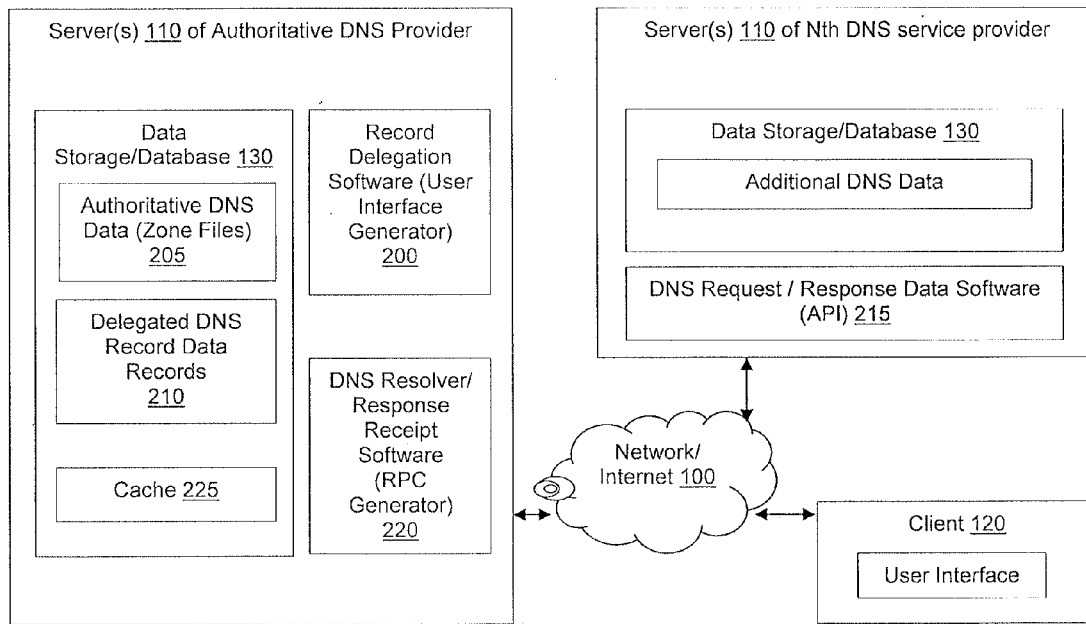 Server(s) 110 of Authoritative DNS Provider
Data
Storage/Database 130
Authoritative DNS
Data (Zone Files)
205
Delegated DNS
Record Data
Records
210
Cache 225
Record
Delegation
Software (User
Interface
Generator)
200
DNS Resolver/
Response
Receipt
Software
(RPC
Generator)
220
Server(s) 110 of Nth DNS service provider
Data Storage/Database 130
Additional DNS Data
DNS Request / Response Data Software
(API) 215
Network/
Internet 100
Client 120
User Interface